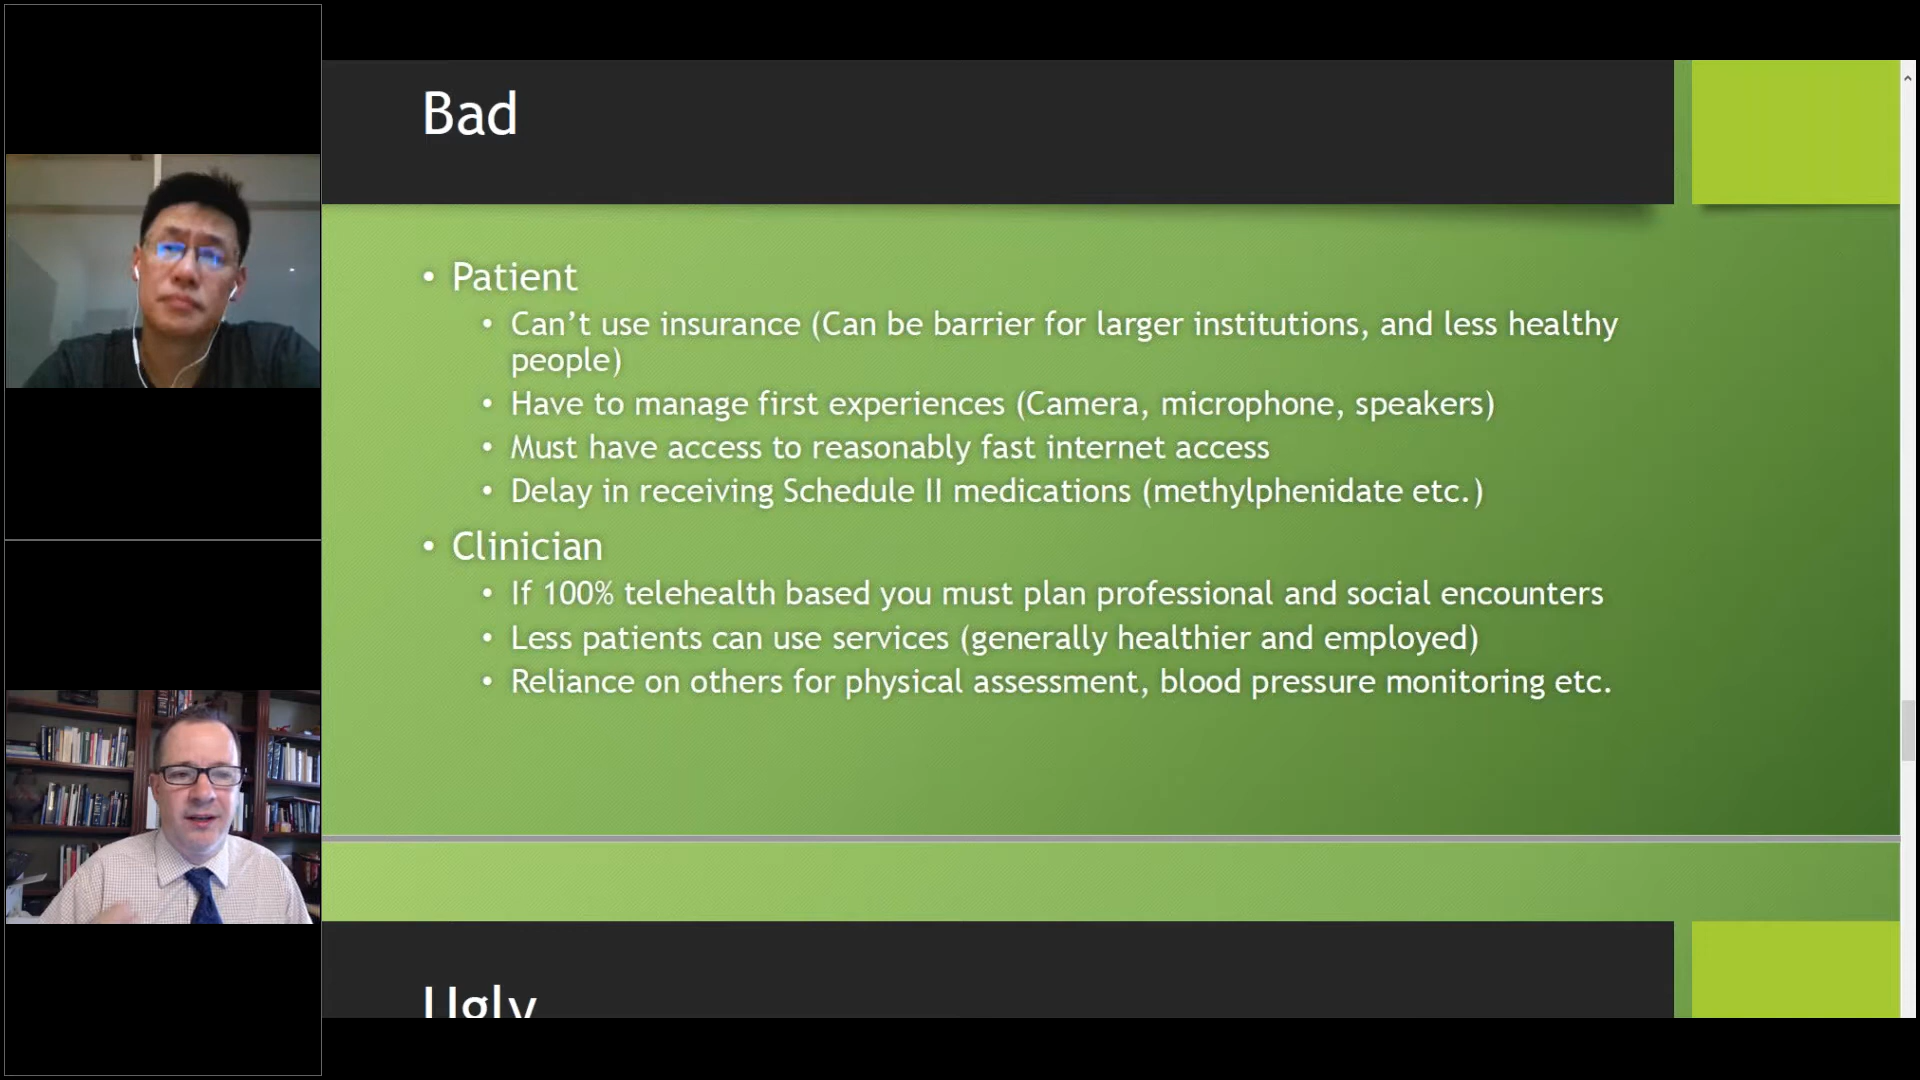 Bad
• Patient
• Can’t use insurance (Can be barrier for larger institutions, and less healthy
people)
• Have to manage first experiences (Camera, microphone, speakers)
• Must have access to reasonably fast internet access
• Delay in receiving Schedule II medications (methylphenidate etc.)
• Clinician
• If 100% telehealth based you must plan professional and social encounters
• Less patients can use services (generally healthier and employed)
• Reliance on others for physical assessment, blood pressure monitoring etc.
Ugly